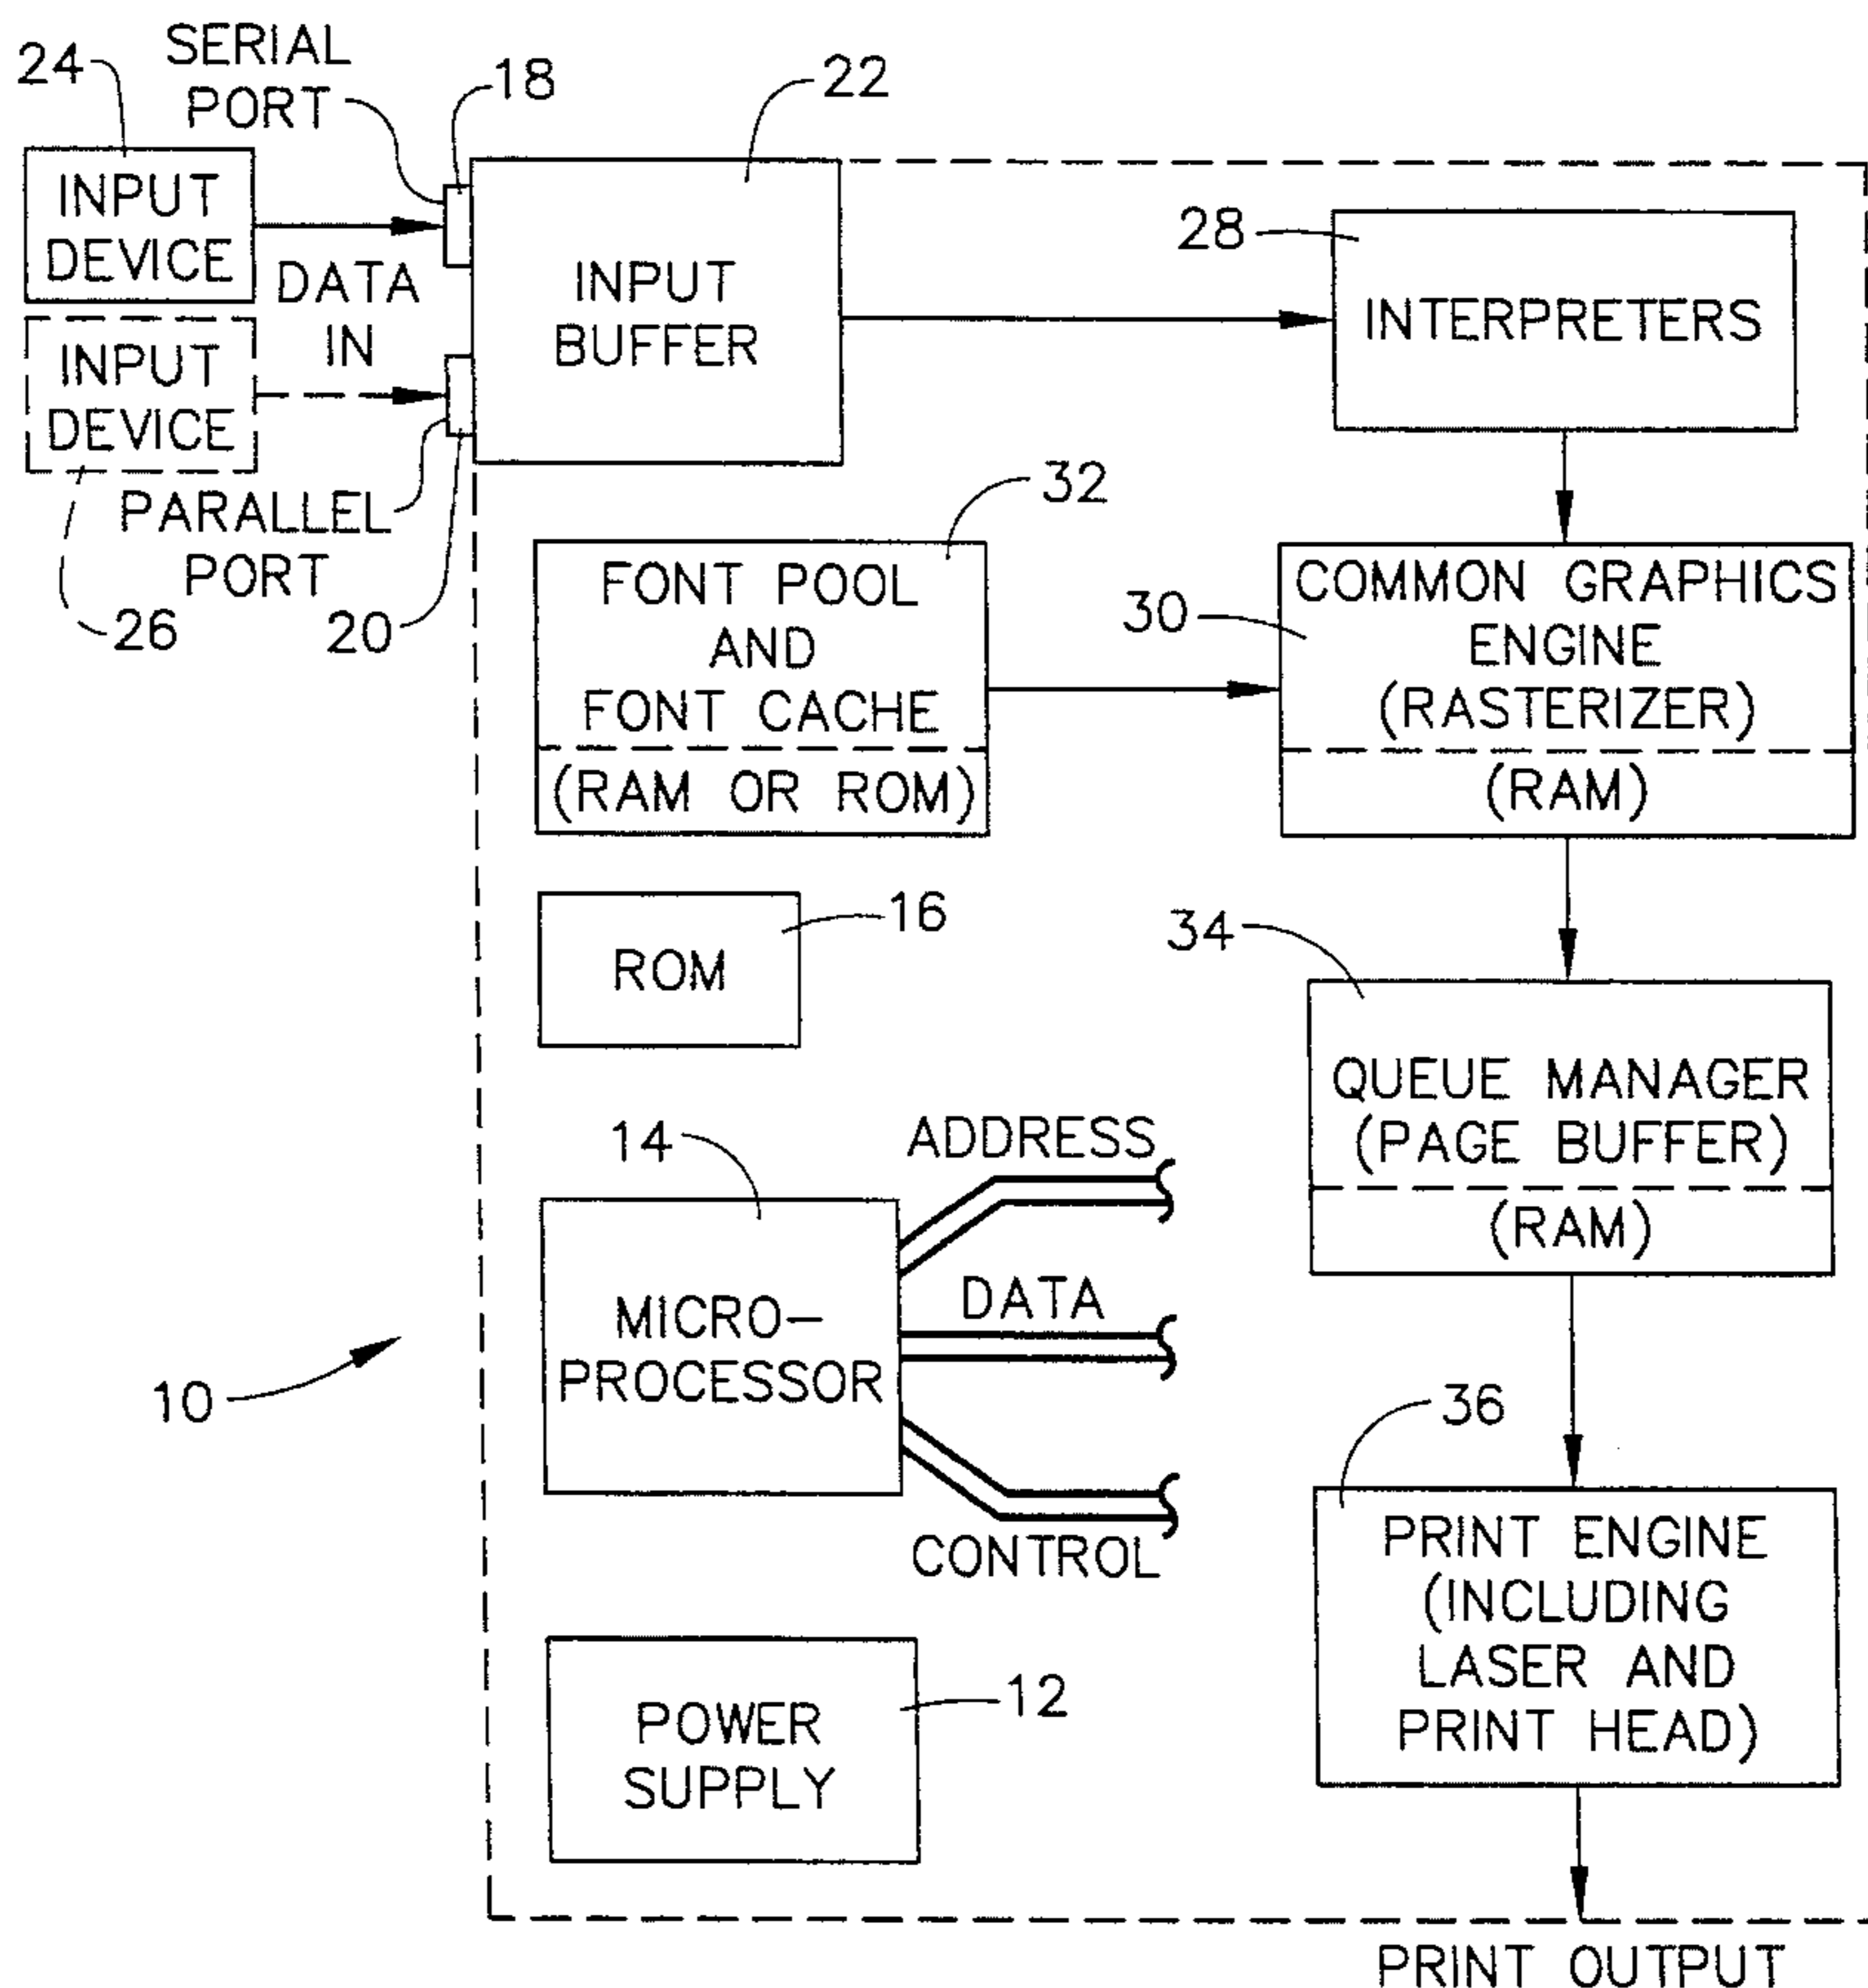 24
SERIAL
PORT
18
22
INPUT
DEVICE
DATA
IN
INPUT
DEVICE
PARALLEL
PORT
26
20
INPUT
BUFFER
28
INTERPRETERS
32
FONT POOL
AND
FONT CACHE
(RAM OR ROM)
30
COMMON GRAPHICS
ENGINE
(RASTERIZER)
(RAM)
16
ROM
34
QUEUE MANAGER
(PAGE BUFFER)
(RAM)
14
MICRO-
PROCESSOR
ADDRESS
DATA
CONTROL
10
36
PRINT ENGINE
(INCLUDING
LASER AND
PRINT HEAD)
12
POWER
SUPPLY
PRINT OUTPUT